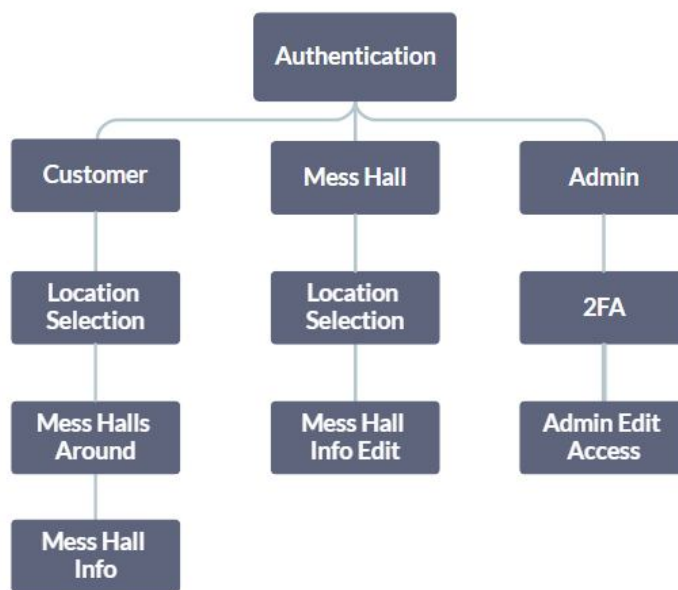 Authentication
Customer
Mess Hall
Admin
Location
Selection
Location
Selection
2FA
Mess Halls
Around
Mess Hall
Info Edit
Admin Edit
Access
Mess Hall
Info